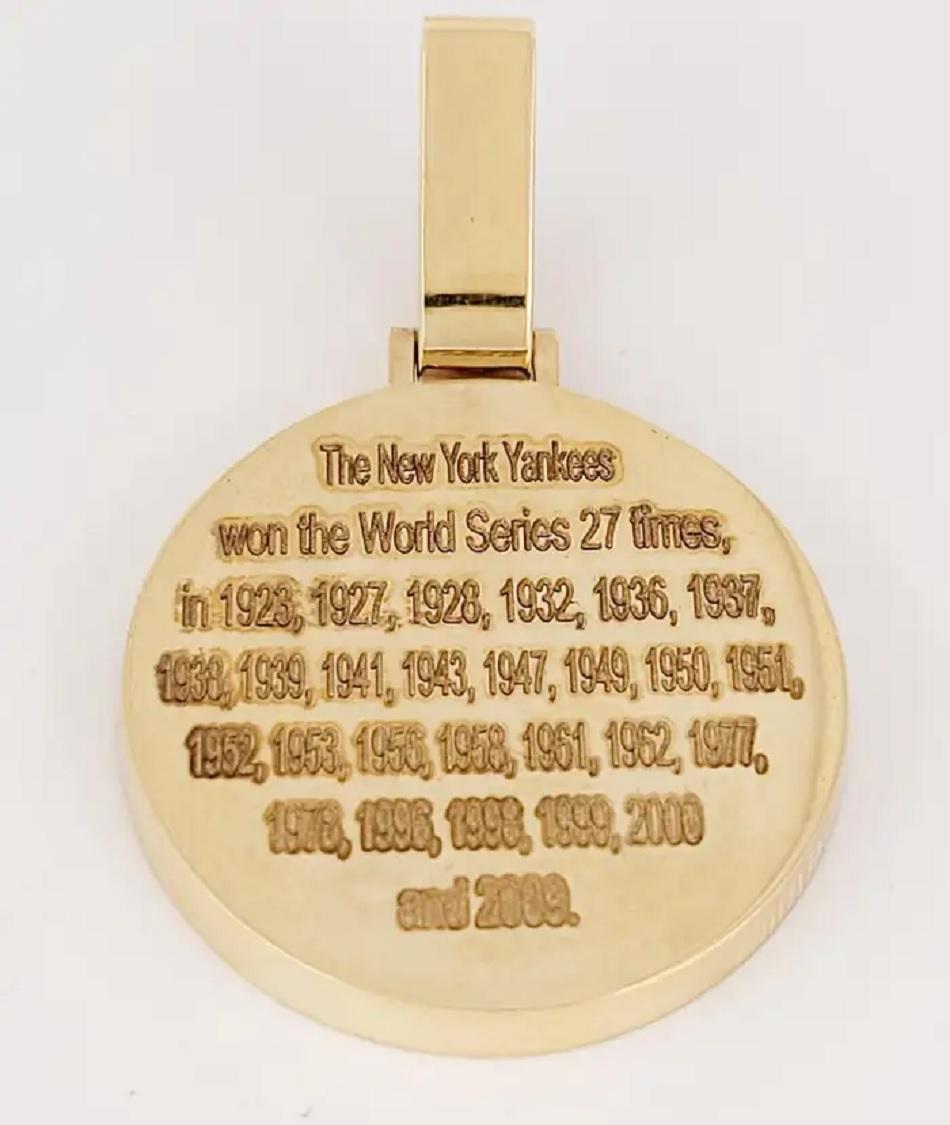 The New York Yankees
won the World Series 27 times,
in 1923, 1927, 1928, 1932, 1936, 1937,
1938, 1939, 1941, 1943, 1947, 1949, 1950, 1951,
1952, 1953, 1956, 1958, 1961, 1962, 1977,
1978, 1996, 1998, 1999, 2000
and 2009.